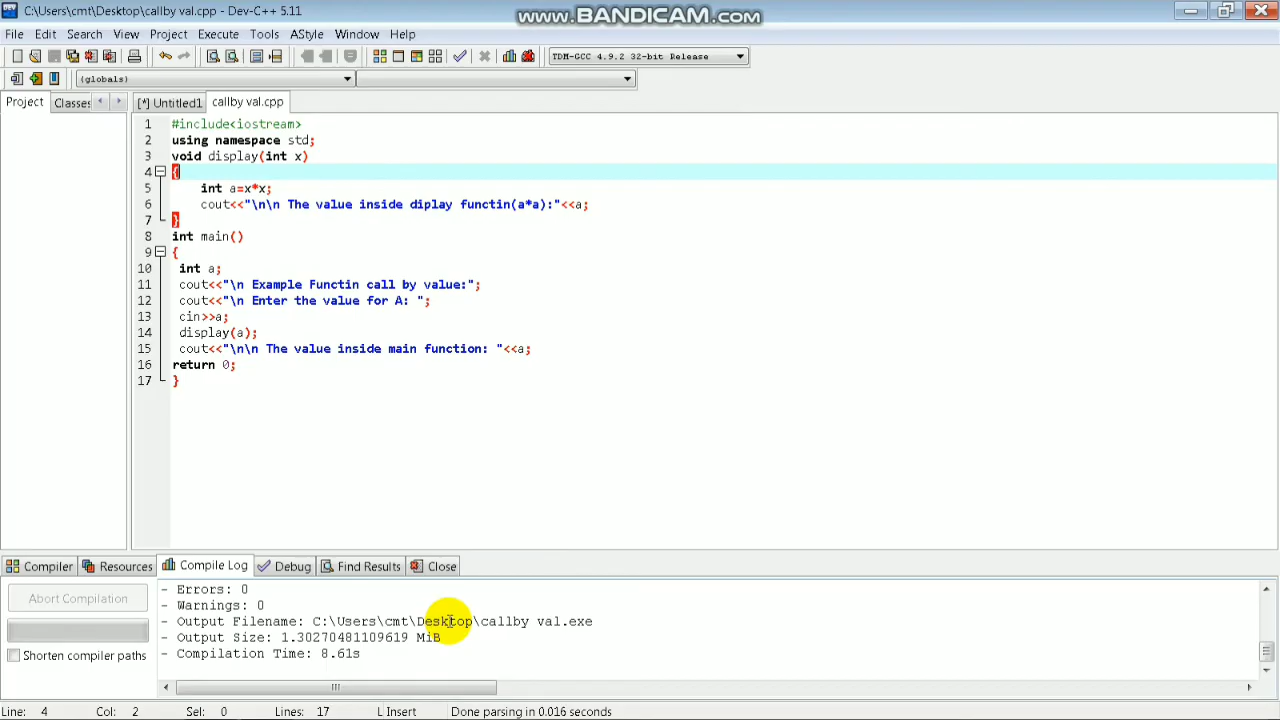 C:\Users\cmt\Desktop\callby val.cpp - Dev-C++ 5.11
www.BANDICAM.com
File Edit Search View Project Execute Tools AStyle Window Help
TDM-GCC 4.9.2 32-bit Release
(globals)
Project Classes [*] Untitled1 callby val.cpp
1 #include<iostream>
2 using namespace std;
3 void display(int x)
4 {
5 int a=x*x;
6 cout<<"\n\n The value inside diplay functin(a*a):"<<a;
7 }
8 int main()
9 {
10 int a;
11 cout<<"\n Example Functin call by value:";
12 cout<<"\n Enter the value for A: ";
13 cin>>a;
14 display(a);
15 cout<<"\n\n The value inside main function: "<<a;
16 return 0;
17 }
Compiler Resources Compile Log Debug Find Results Close
Abort Compilation
Shorten compiler paths
- Errors: 0
- Warnings: 0
- Output Filename: C:\Users\cmt\Desktop\callby val.exe
- Output Size: 1.30270481109619 MiB
- Compilation Time: 8.61s
Line: 4 Col: 2 Sel: 0 Lines: 17 L Insert Done parsing in 0.016 seconds